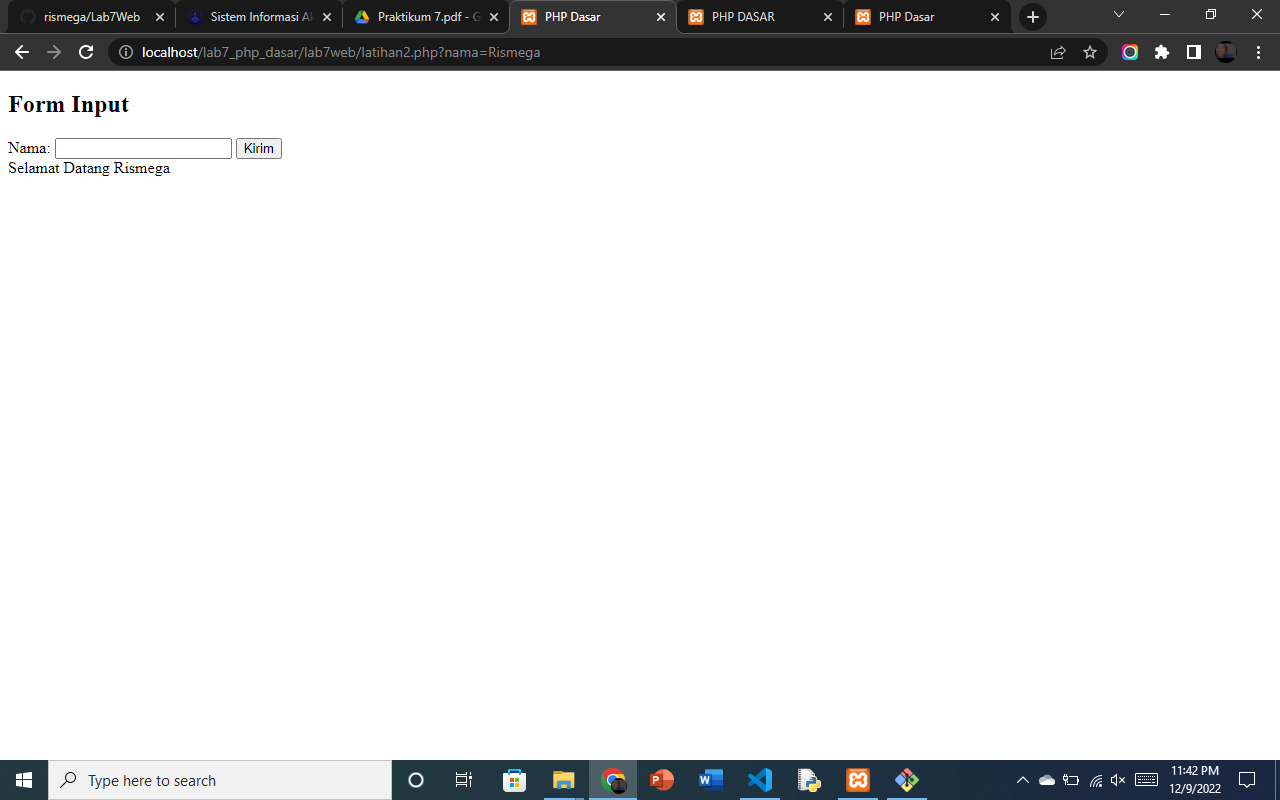 rismega/Lab7Web
Sistem Informasi Ak
Praktikum 7.pdf - G
PHP Dasar
PHP DASAR
PHP Dasar
localhost/lab7_php_dasar/lab7web/latihan2.php?nama=Rismega
Form Input
Nama: Kirim
Selamat Datang Rismega
Type here to search
11:42 PM
12/9/2022